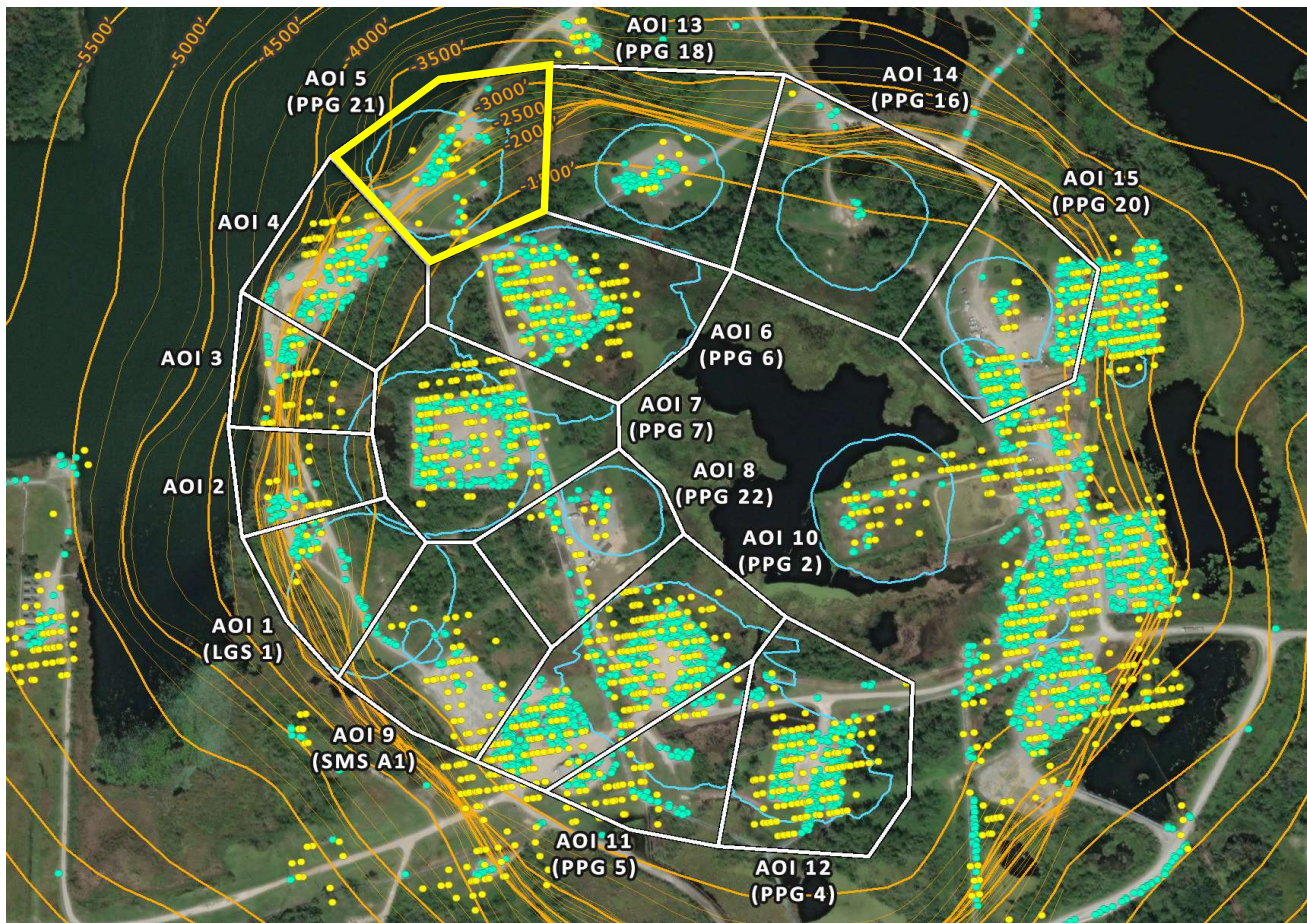 -5500'
-5000'
-4500'
-4000'
-3500'
AOI 13
(PPG 18)
AOI 14
(PPG 16)
AOI 5
(PPG 21)
-3000'
-2500'
-2000'
-1500'
AOI 15
(PPG 20)
AOI 4
AOI 3
AOI 6
(PPG 6)
AOI 7
(PPG 7)
AOI 2
AOI 8
(PPG 22)
AOI 10
(PPG 2)
AOI 1
(LGS 1)
AOI 9
(SMS A1)
AOI 11
(PPG 5)
AOI 12
(PPG 4)